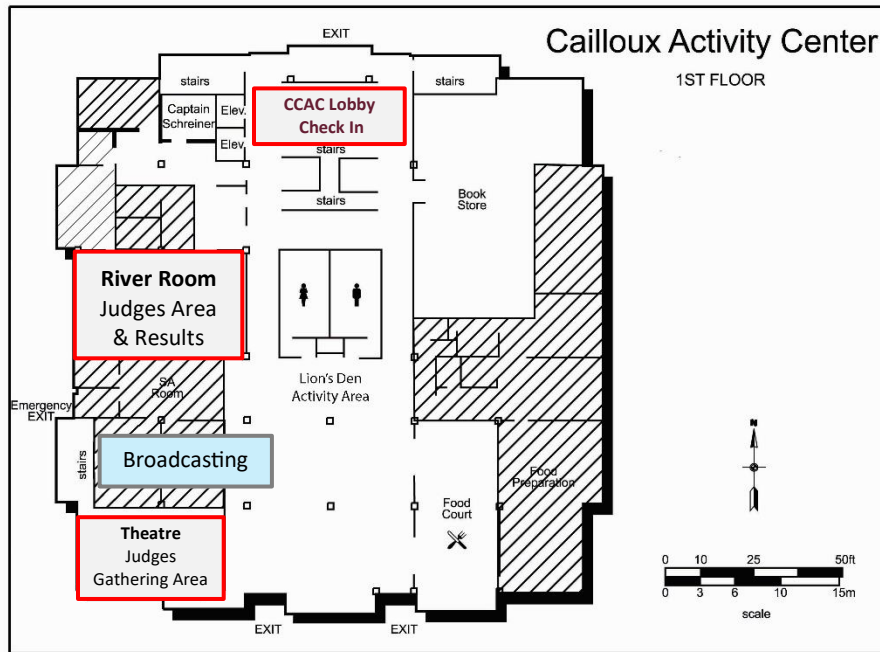 EXIT
Cailloux Activity Center
1ST FLOOR
stairs
stairs
Captain
Schreiner
Elev.
Elev.
CCAC Lobby
Check In
stairs
stairs
Book
Store
River Room
Judges Area
& Results
Lion's Den
Activity Area
SA
Room
Emergency
EXIT
stairs
Broadcasting
Food
Preparation
Food
Court
Theatre
Judges
Gathering Area
EXIT
EXIT
N
0 10 25 50ft
0 3 6 10 15m
scale